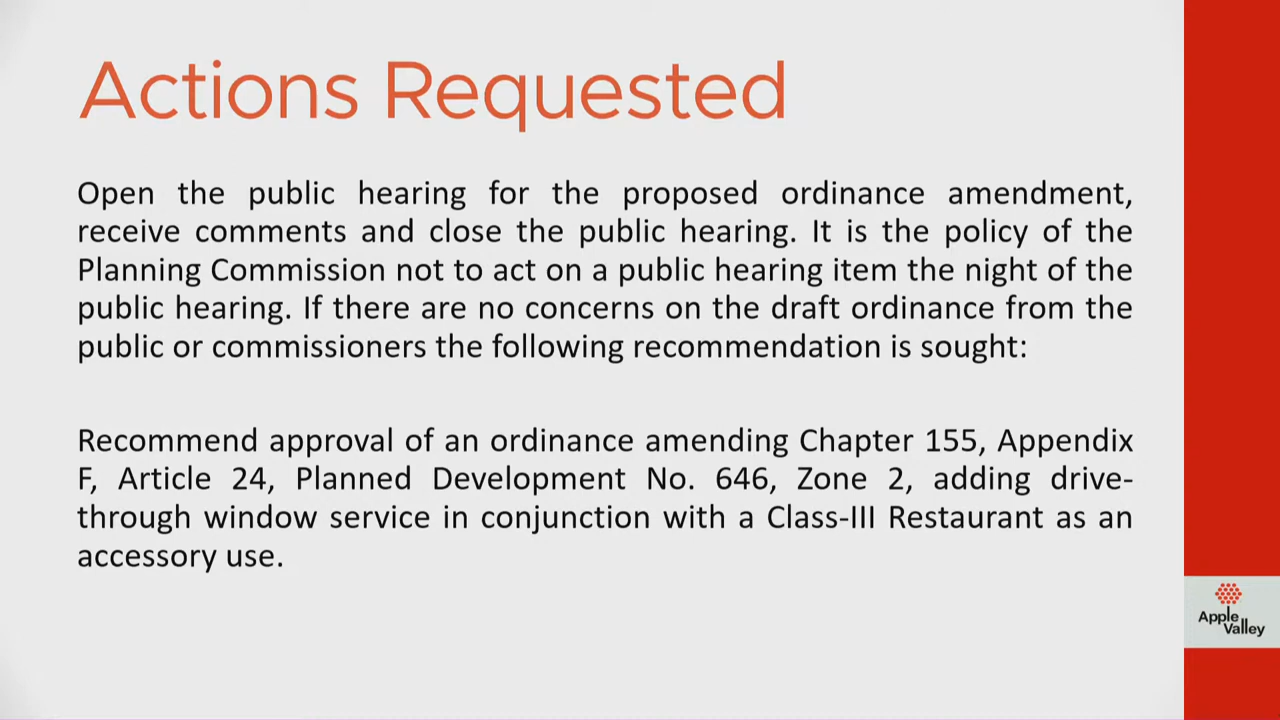 Actions Requested
Open the public hearing for the proposed ordinance amendment,
receive comments and close the public hearing. It is the policy of the
Planning Commission not to act on a public hearing item the night of the
public hearing. If there are no concerns on the draft ordinance from the
public or commissioners the following recommendation is sought:
Recommend approval of an ordinance amending Chapter 155, Appendix
F, Article 24, Planned Development No. 646, Zone 2, adding drive-
through window service in conjunction with a Class-III Restaurant as an
accessory use.
Apple
Valley